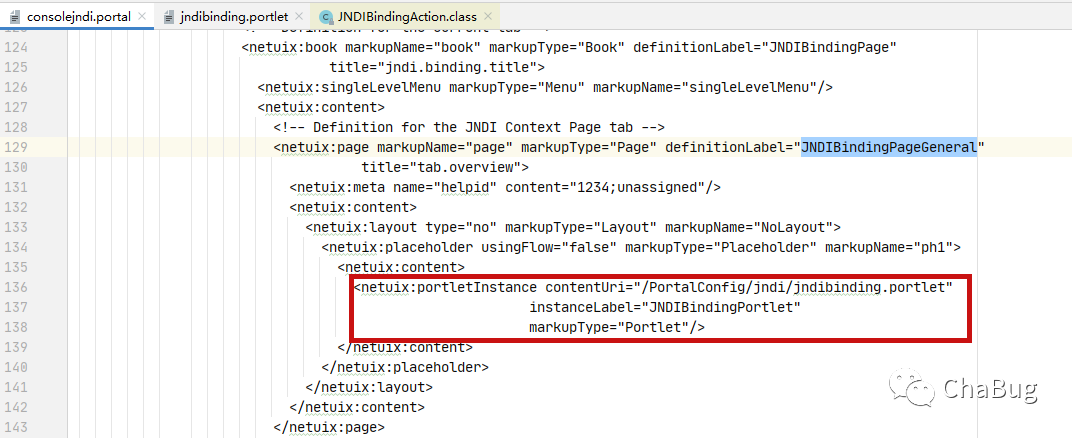 consolejndi.portal × jndibinding.portlet × JNDIBindingAction.class ×
124 <netuix:book markupName="book" markupType="Book" definitionLabel="JNDIBindingPage"
125 title="jndi.binding.title">
126 <netuix:singleLevelMenu markupType="Menu" markupName="singleLevelMenu"/>
127 <netuix:content>
128 <!-- Definition for the JNDI Context Page tab -->
129 <netuix:page markupName="page" markupType="Page" definitionLabel="JNDIBindingPageGeneral"
130 title="tab.overview">
131 <netuix:meta name="helpid" content="1234;unassigned"/>
132 <netuix:content>
133 <netuix:layout type="no" markupType="Layout" markupName="NoLayout">
134 <netuix:placeholder usingFlow="false" markupType="Placeholder" markupName="ph1">
135 <netuix:content>
136 <netuix:portletInstance contentUri="/PortalConfig/jndi/jndibinding.portlet"
137 instanceLabel="JNDIBindingPortlet"
138 markupType="Portlet"/>
139 </netuix:content>
140 </netuix:placeholder>
141 </netuix:layout>
142 </netuix:content>
143 </netuix:page>
ChaBug